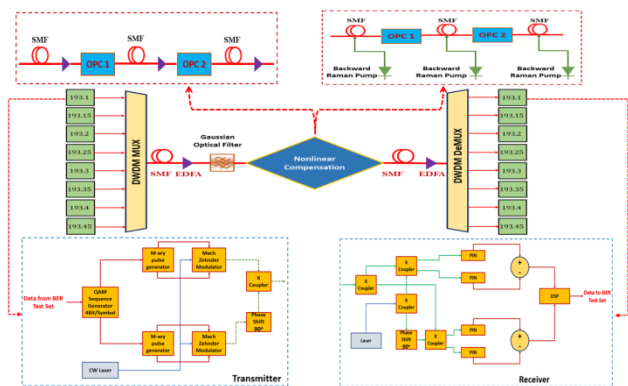 SMF
SMF
SMF
OPC 1
OPC 2
SMF
SMF
SMF
OPC 1
OPC 2
Backward
Raman Pump
Backward
Raman Pump
Backward
Raman Pump
193.1
193.15
193.2
193.25
193.3
193.35
193.4
193.45
DWDM MUX
SMF
EDFA
Gaussian
Optical Filter
Nonlinear
Compensation
SMF
EDFA
DWDM DeMUX
193.1
193.15
193.2
193.25
193.3
193.35
193.4
193.45
Data from BER
Test Set
QAM
Sequence
Generator
4Bit/Symbol
M-ary
pulse
generator
Mach
Zehnder
Modulator
M-ary
pulse
generator
Mach
Zehnder
Modulator
X
Coupler
Phase
Shift
90°
CW Laser
Transmitter
X
Coupler
X
Coupler
X
Coupler
Laser
Phase
Shift
90°
X
Coupler
PIN
PIN
PIN
PIN
+
-
+
-
DSP
Data to BER
Test Set
Receiver